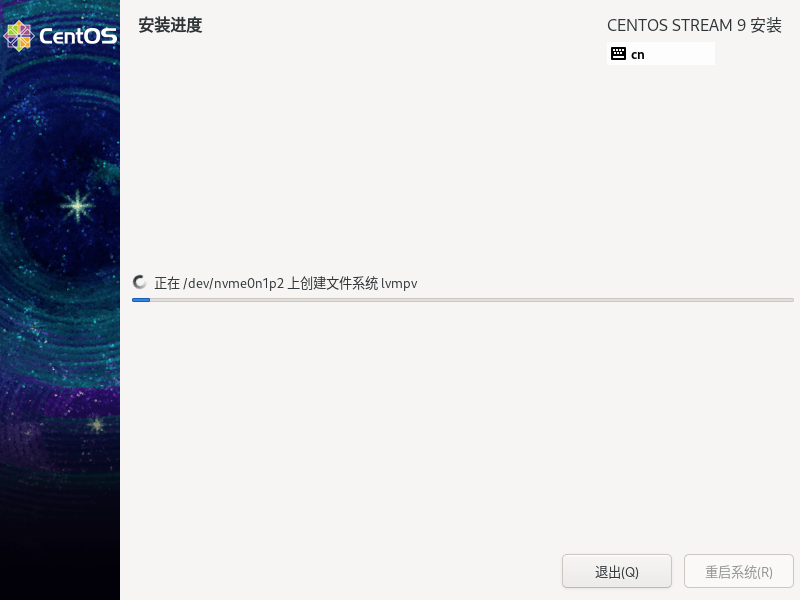 CentOS
安装进度
CENTOS STREAM 9 安装
cn
正在 /dev/nvme0n1p2 上创建文件系统 lvmpv
退出(Q)
重启系统(R)